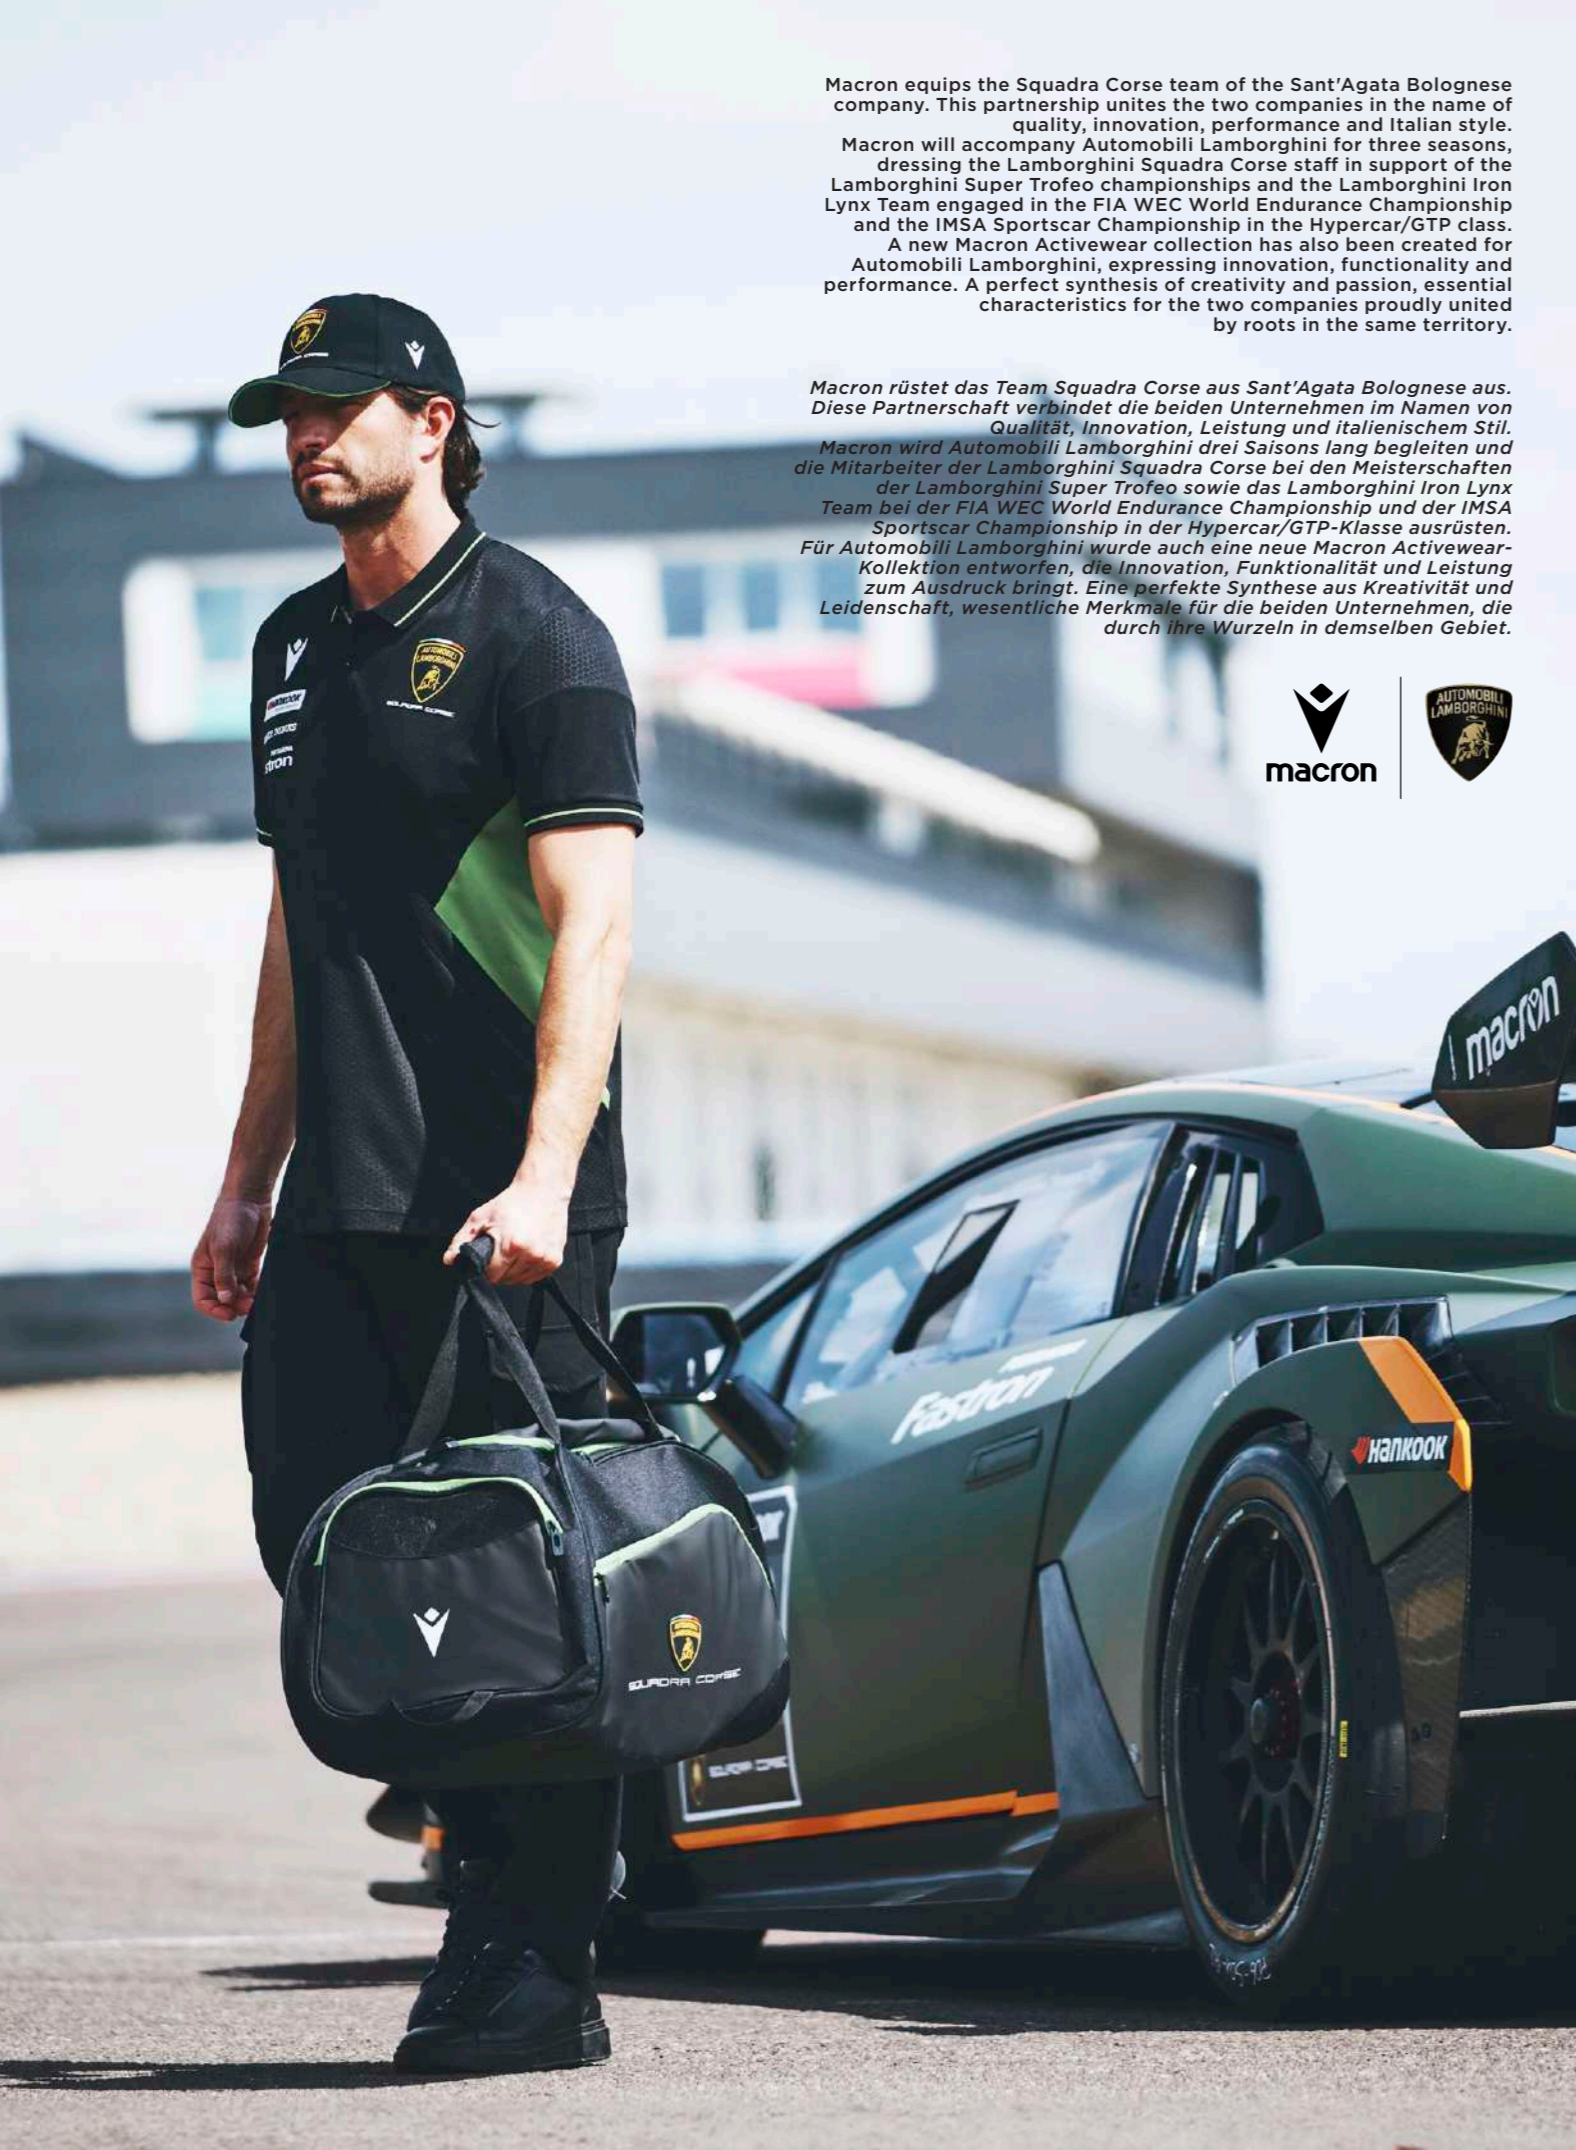 Macron equips the Squadra Corse team of the Sant'Agata Bolognese
company. This partnership unites the two companies in the name of
quality, innovation, performance and Italian style.
Macron will accompany Automobili Lamborghini for three seasons,
dressing the Lamborghini Squadra Corse staff in support of the
Lamborghini Super Trofeo championships and the Lamborghini Iron
Lynx Team engaged in the FIA WEC World Endurance Championship
and the IMSA Sportscar Championship in the Hypercar/GTP class.
A new Macron Activewear collection has also been created for
Automobili Lamborghini, expressing innovation, functionality and
performance. A perfect synthesis of creativity and passion, essential
characteristics for the two companies proudly united
by roots in the same territory.
Macron rüstet das Team Squadra Corse aus Sant'Agata Bolognese aus.
Diese Partnerschaft verbindet die beiden Unternehmen im Namen von
Qualität, Innovation, Leistung und italienischem Stil.
Macron wird Automobili Lamborghini drei Saisons lang begleiten und
die Mitarbeiter der Lamborghini Squadra Corse bei den Meisterschaften
der Lamborghini Super Trofeo sowie das Lamborghini Iron Lynx
Team bei der FIA WEC World Endurance Championship und der IMSA
Sportscar Championship in der Hypercar/GTP-Klasse ausrüsten.
Für Automobili Lamborghini wurde auch eine neue Macron Activewear-
Kollektion entworfen, die Innovation, Funktionalität und Leistung
zum Ausdruck bringt. Eine perfekte Synthese aus Kreativität und
Leidenschaft, wesentliche Merkmale für die beiden Unternehmen, die
durch ihre Wurzeln in demselben Gebiet.
macron
AUTOMOBILI
LAMBORGHINI
AUTOMOBILI
LAMBORGHINI
SQUADRA CORSE
HANKOOK
stron
macron
Fastron
HANKOOK
SQUADRA CORSE